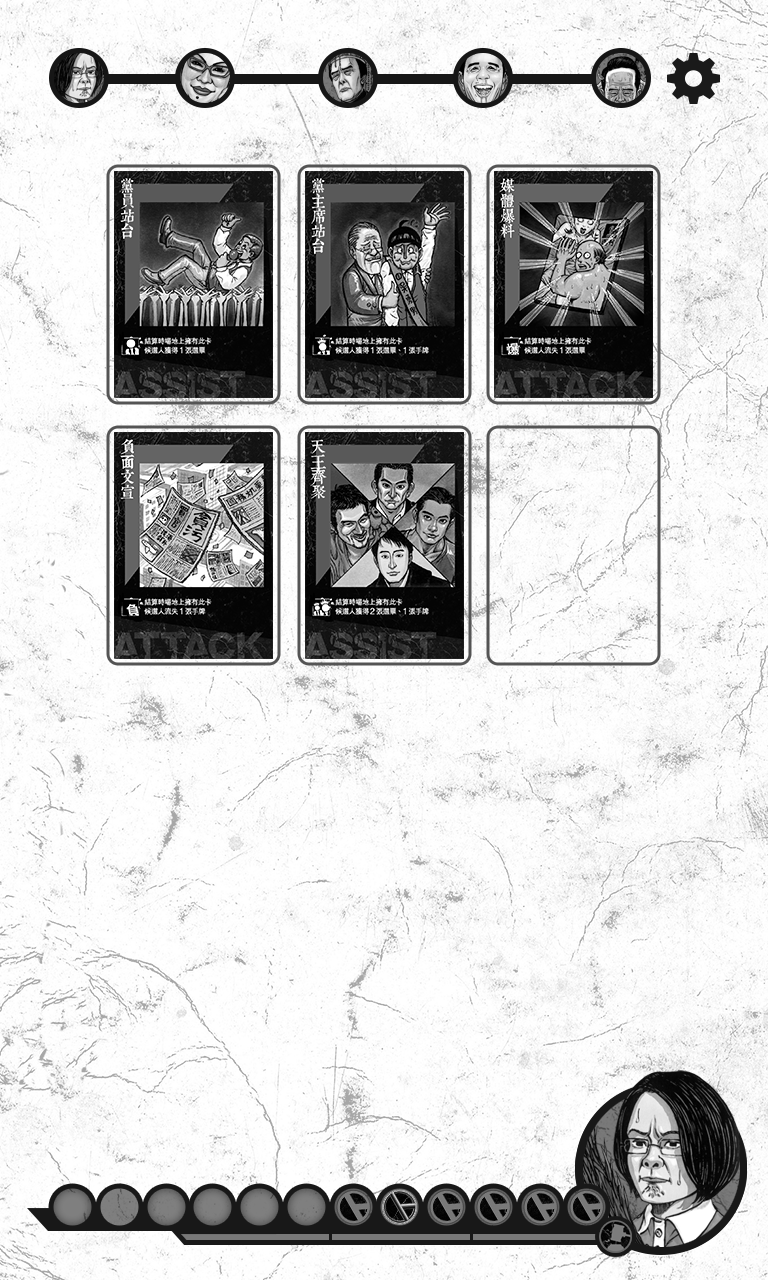 黨員站台
結算時場地上擁有此卡
候選人獲得1張選單
ASSIST
黨主席站台
結算時場地上擁有此卡
候選人獲得1張選單、1張手牌
ASSIST
媒體爆料
結算時場地上擁有此卡
候選人流失1張選單
ATTACK
負面文宣
貪污
結算時場地上擁有此卡
候選人流失1張手牌
ATTACK
天王齊聚
結算時場地上擁有此卡
候選人獲得2張選單、1張手牌
ASSIST